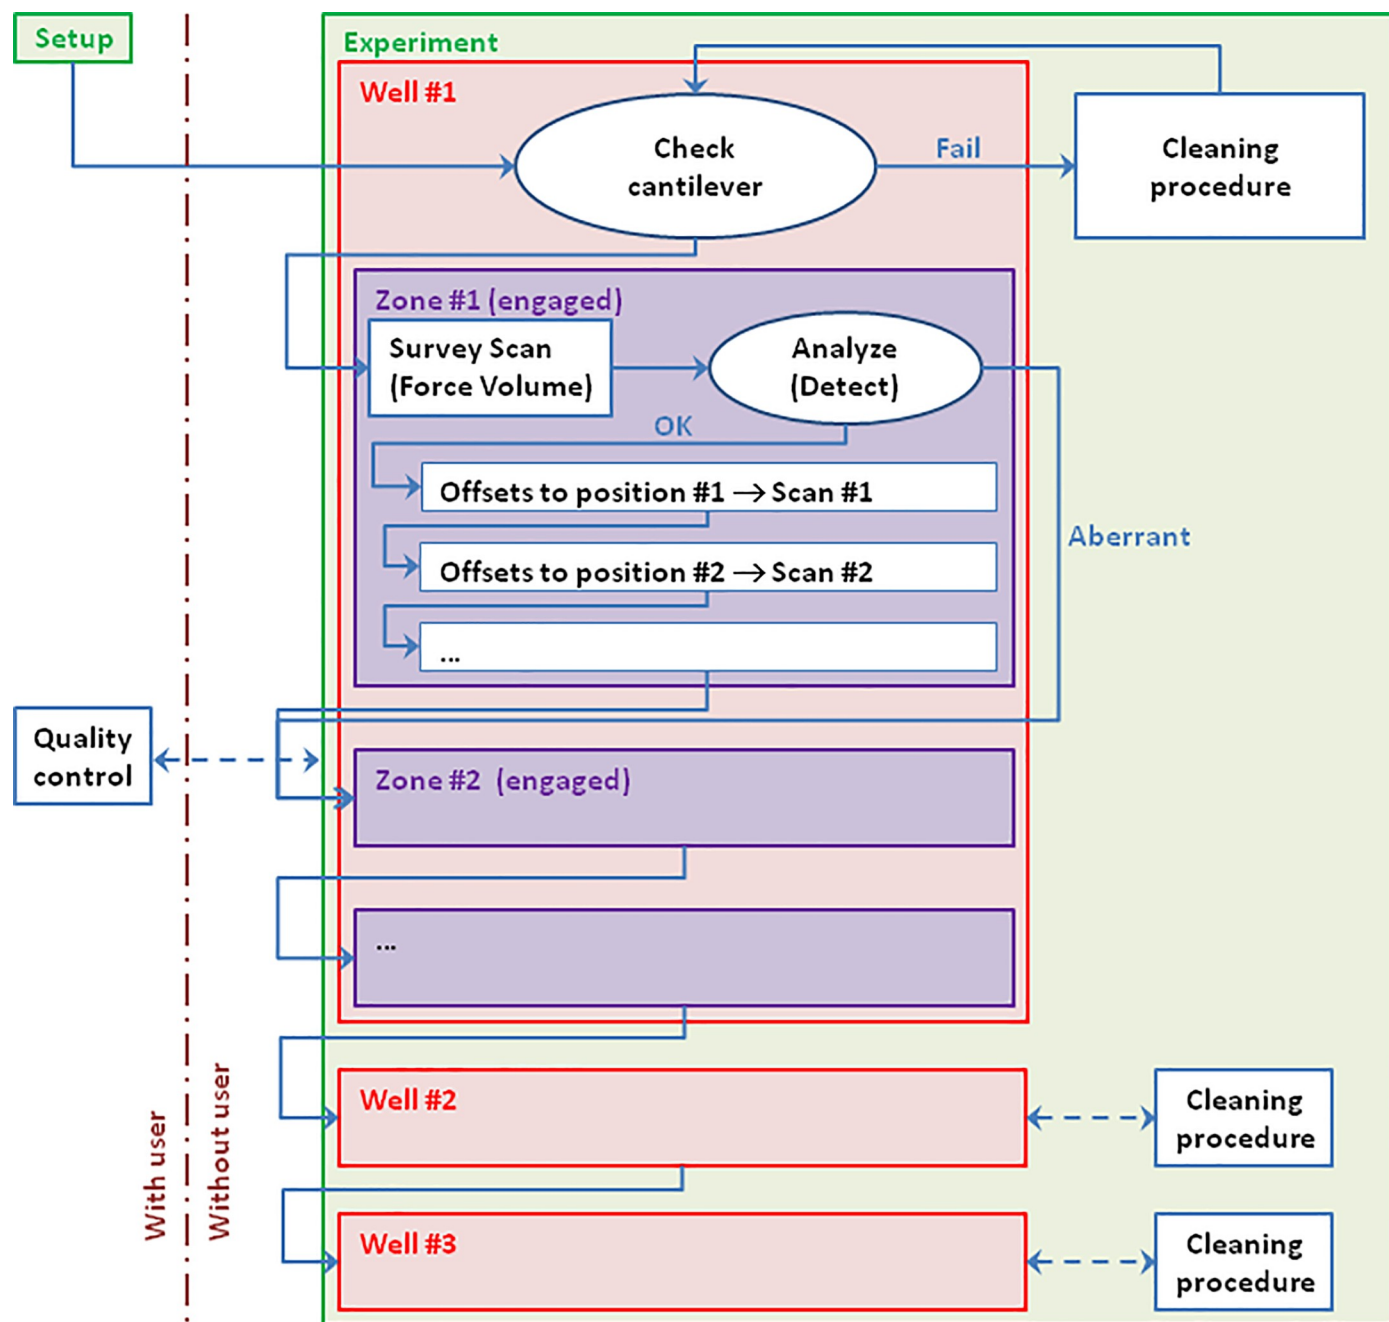 Setup
Experiment
Well #1
Check
cantilever
Fail
Cleaning
procedure
Zone #1 (engaged)
Survey Scan
(Force Volume)
Analyze
(Detect)
OK
Offsets to position #1 → Scan #1
Offsets to position #2 → Scan #2
...
Aberrant
Quality
control
Zone #2 (engaged)
...
With user
Without user
Well #2
Cleaning
procedure
Well #3
Cleaning
procedure